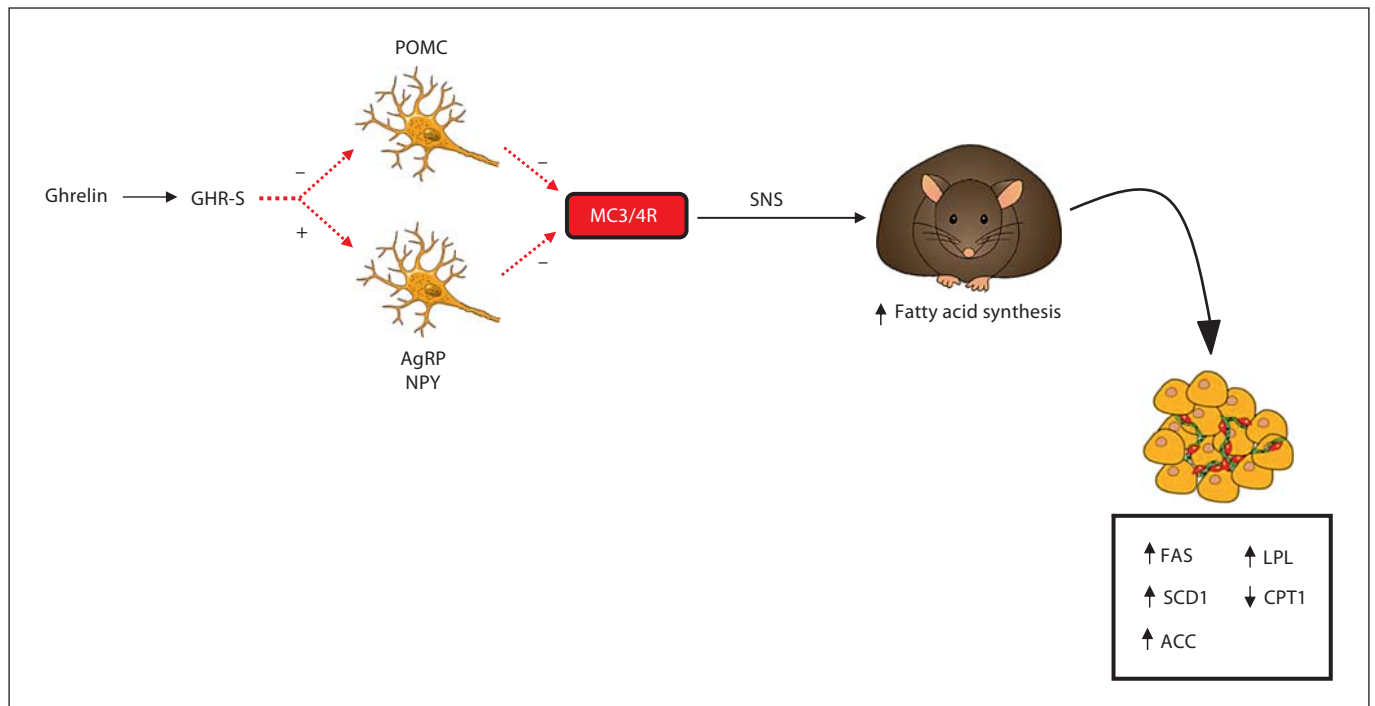 POMC
Ghrelin
GHR-S
–
+
AgRP
NPY
–
–
MC3/4R
SNS
Fatty acid synthesis
FAS
LPL
SCD1
CPT1
ACC